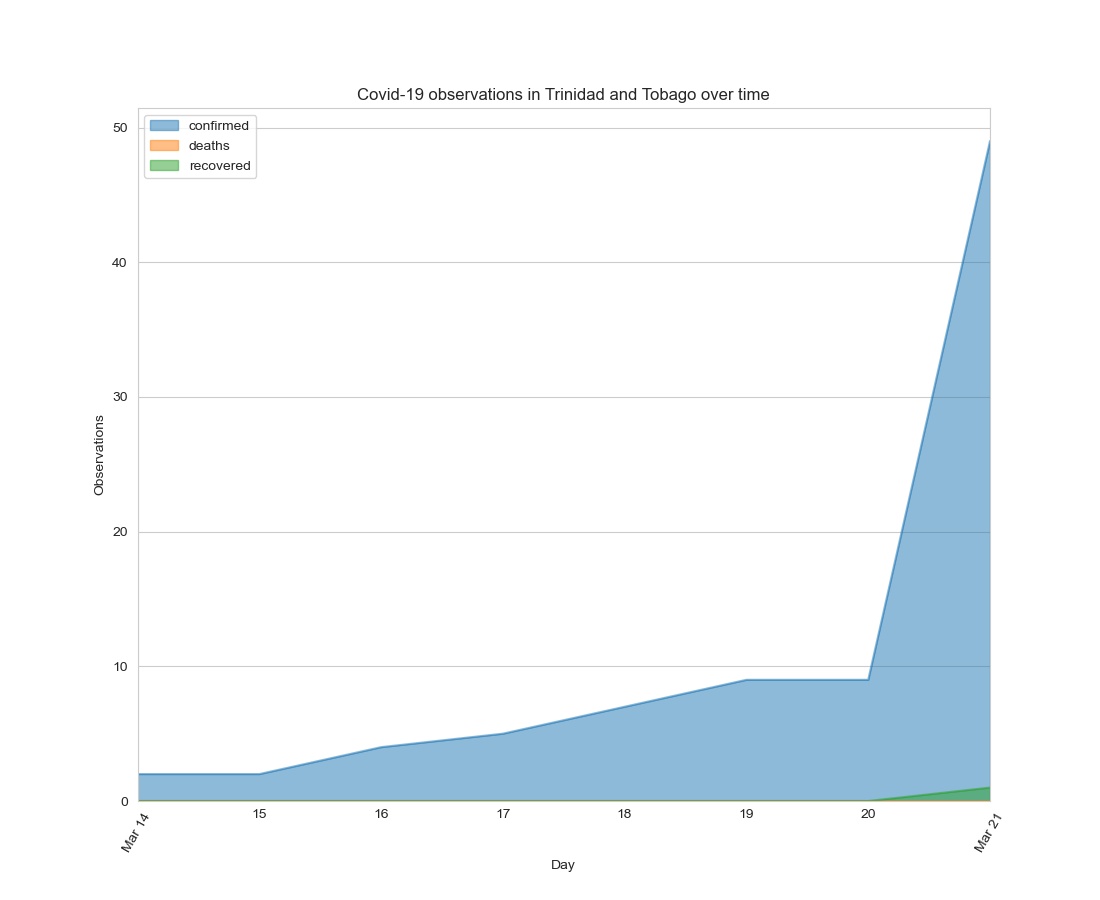 Covid-19 observations in Trinidad and Tobago over time
confirmed
deaths
recovered
50
40
30
20
10
0
Observations
Mar 14
15
16
17
18
19
20
Mar 21
Day